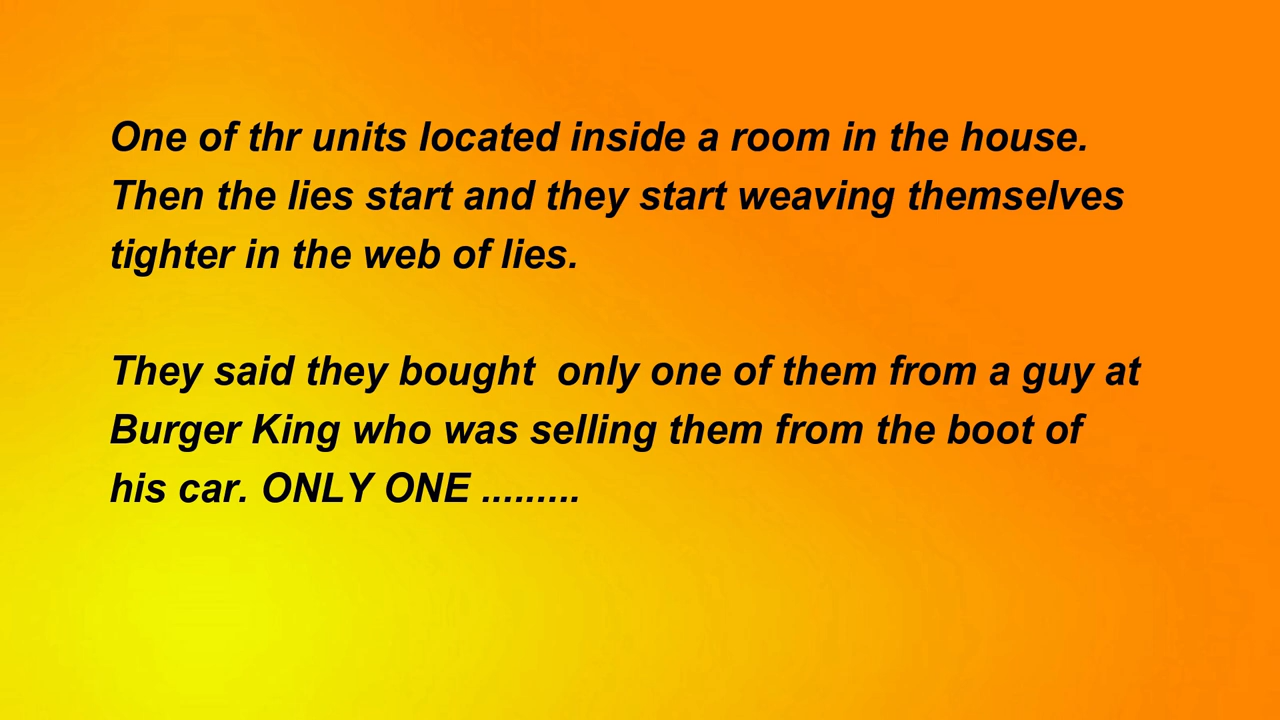 One of thr units located inside a room in the house.
Then the lies start and they start weaving themselves
tighter in the web of lies.
They said they bought  only one of them from a guy at
Burger King who was selling them from the boot of
his car. ONLY ONE .........